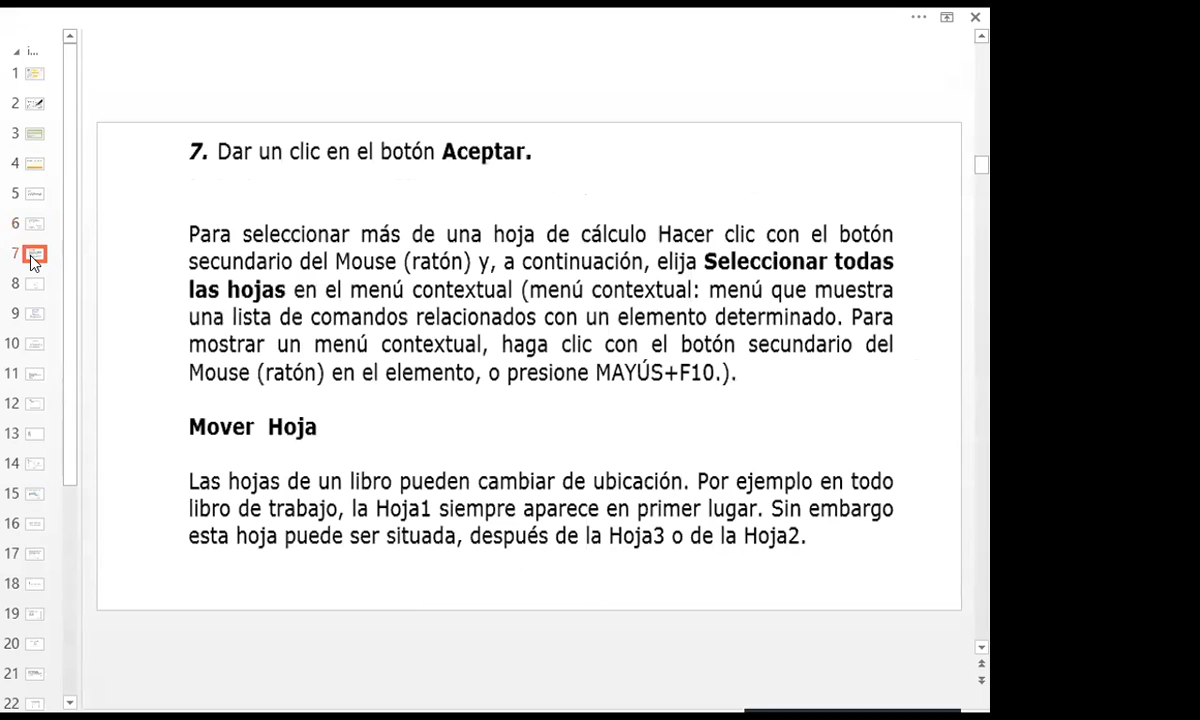 i...
1
2
3
4
5
6
7
8
9
10
11
12
13
14
15
16
17
18
19
20
21
22
7. Dar un clic en el botón Aceptar.
Para seleccionar más de una hoja de cálculo Hacer clic con el botón
secundario del Mouse (ratón) y, a continuación, elija Seleccionar todas
las hojas en el menú contextual (menú contextual: menú que muestra
una lista de comandos relacionados con un elemento determinado. Para
mostrar un menú contextual, haga clic con el botón secundario del
Mouse (ratón) en el elemento, o presione MAYÚS+F10.).
Mover Hoja
Las hojas de un libro pueden cambiar de ubicación. Por ejemplo en todo
libro de trabajo, la Hoja1 siempre aparece en primer lugar. Sin embargo
esta hoja puede ser situada, después de la Hoja3 o de la Hoja2.